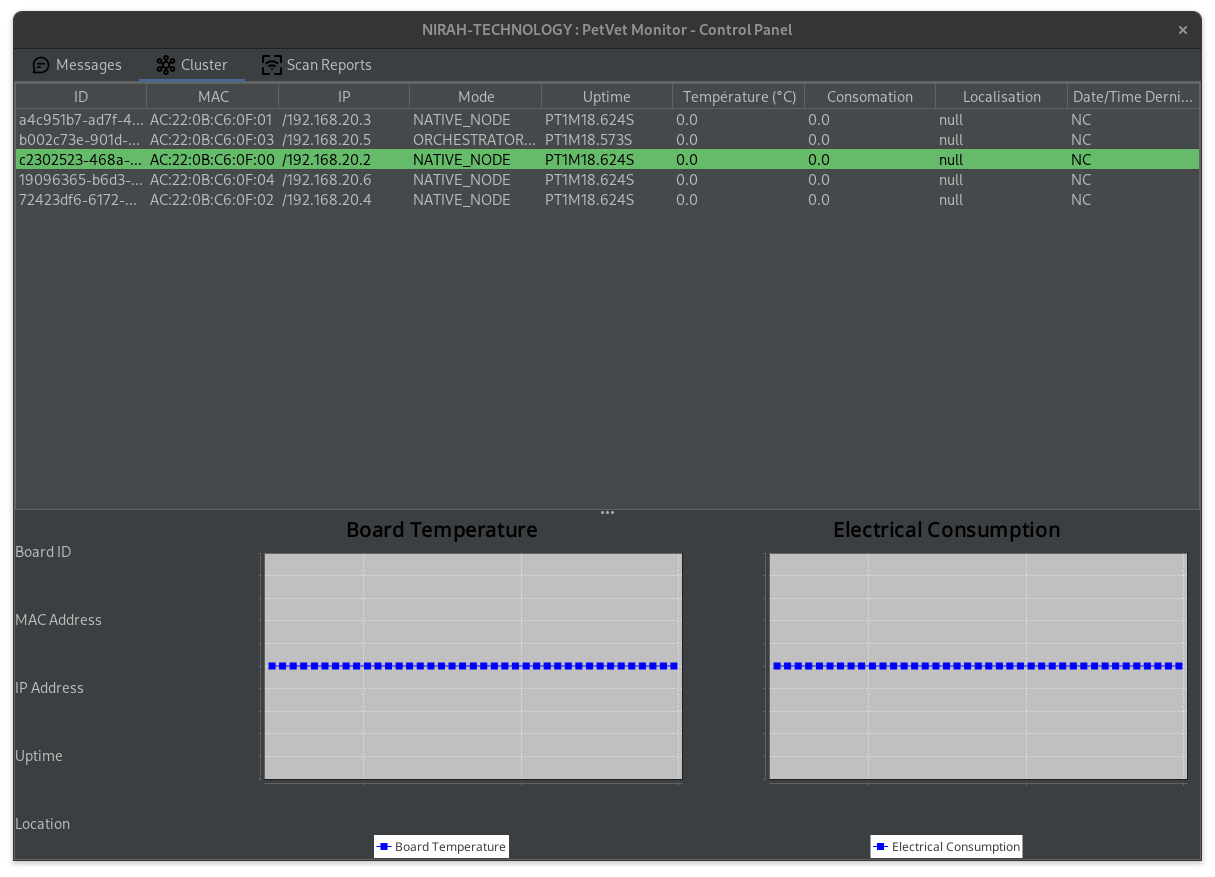 NIRAH-TECHNOLOGY : PetVet Monitor - Control Panel
Messages Cluster Scan Reports
ID MAC IP Mode Uptime Température (°C) Consomation Localisation Date/Time Derni...
a4c951b7-ad7f-4... AC:22:0B:C6:0F:01 /192.168.20.3 NATIVE_NODE PT1M18.624S 0.0 0.0 null NC
b002c73e-901d-... AC:22:0B:C6:0F:03 /192.168.20.5 ORCHESTRATOR... PT1M18.573S 0.0 0.0 null NC
c2302523-468a-... AC:22:0B:C6:0F:00 /192.168.20.2 NATIVE_NODE PT1M18.624S 0.0 0.0 null NC
19096365-b6d3-... AC:22:0B:C6:0F:04 /192.168.20.6 NATIVE_NODE PT1M18.624S 0.0 0.0 null NC
72423df6-6172-... AC:22:0B:C6:0F:02 /192.168.20.4 NATIVE_NODE PT1M18.624S 0.0 0.0 null NC
Board Temperature Electrical Consumption
Board ID
MAC Address
IP Address
Uptime
Location
Board Temperature Electrical Consumption